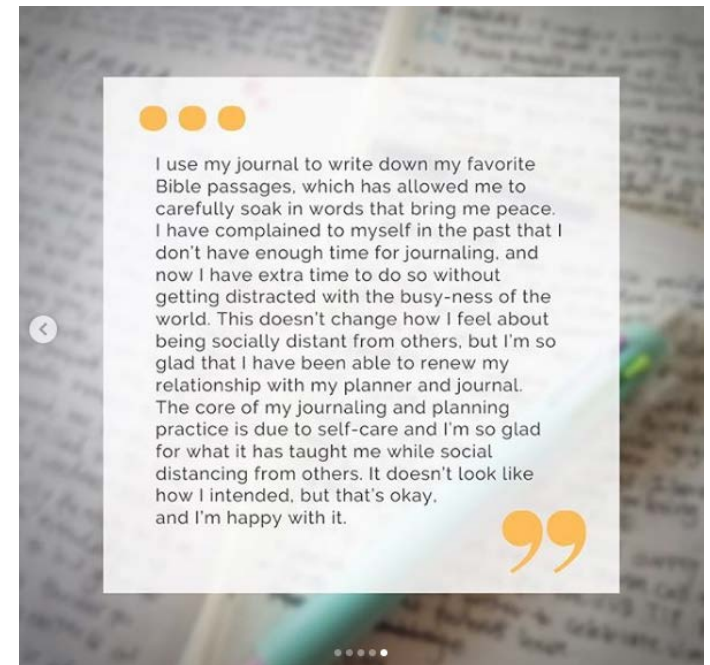 I use my journal to write down my favorite
Bible passages, which has allowed me to
carefully soak in words that bring me peace.
I have complained to myself in the past that I
don't have enough time for journaling, and
now I have extra time to do so without
getting distracted with the busy-ness of the
world. This doesn't change how I feel about
being socially distant from others, but I'm so
glad that I have been able to renew my
relationship with my planner and journal.
The core of my journaling and planning
practice is due to self-care and I'm so glad
for what it has taught me while social
distancing from others. It doesn't look like
how I intended, but that's okay,
and I'm happy with it.